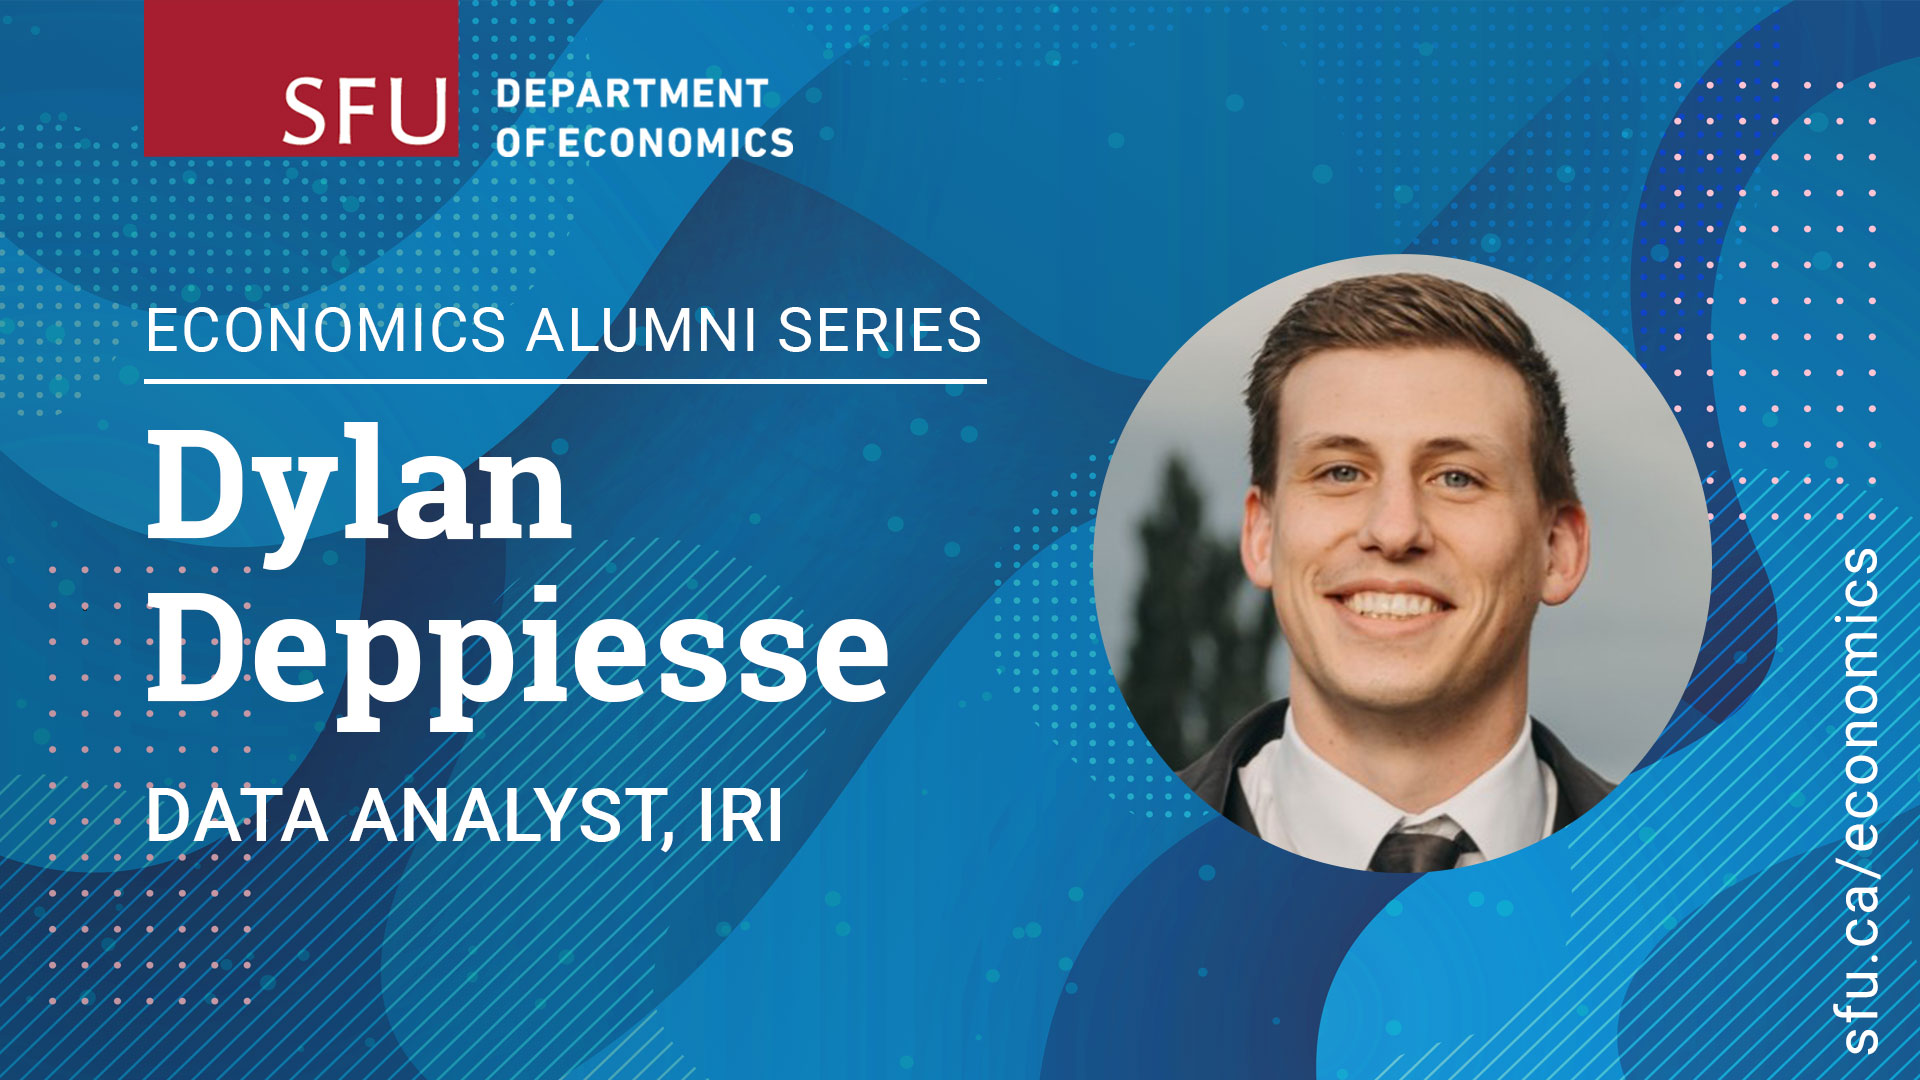 SFU
DEPARTMENT
OF ECONOMICS
ECONOMICS ALUMNI SERIES
Dylan
Deppiesse
DATA ANALYST, IRI
sfu.ca/economics